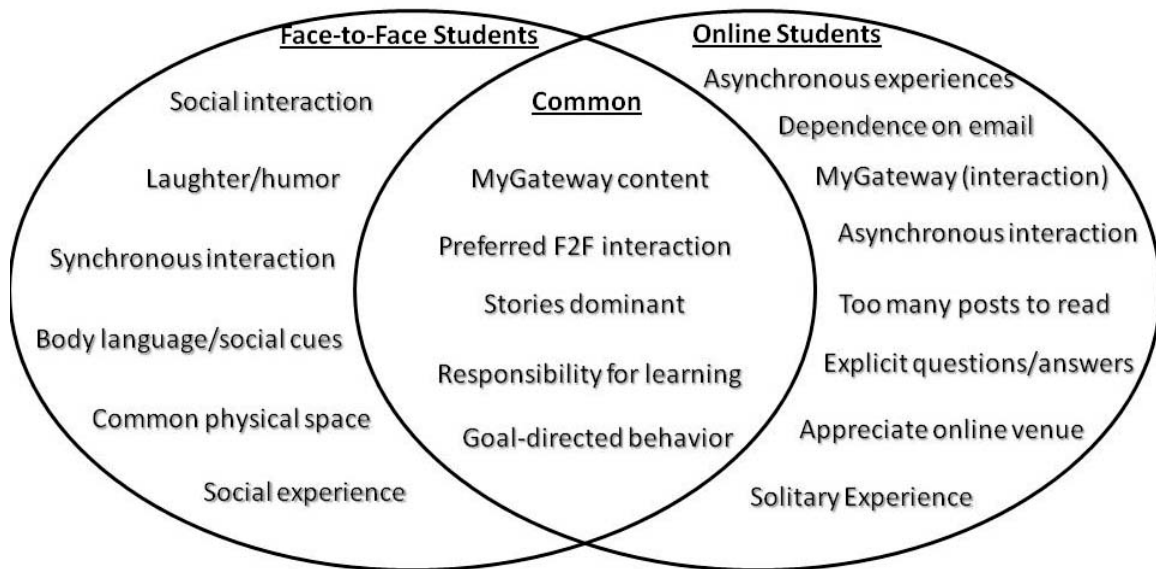 Face-to-Face Students
Social interaction
Laughter/humor
Synchronous interaction
Body language/social cues
Common physical space
Social experience
Common
MyGateway content
Preferred F2F interaction
Stories dominant
Responsibility for learning
Goal-directed behavior
Online Students
Asynchronous experiences
Dependence on email
MyGateway (interaction)
Asynchronous interaction
Too many posts to read
Explicit questions/answers
Appreciate online venue
Solitary Experience